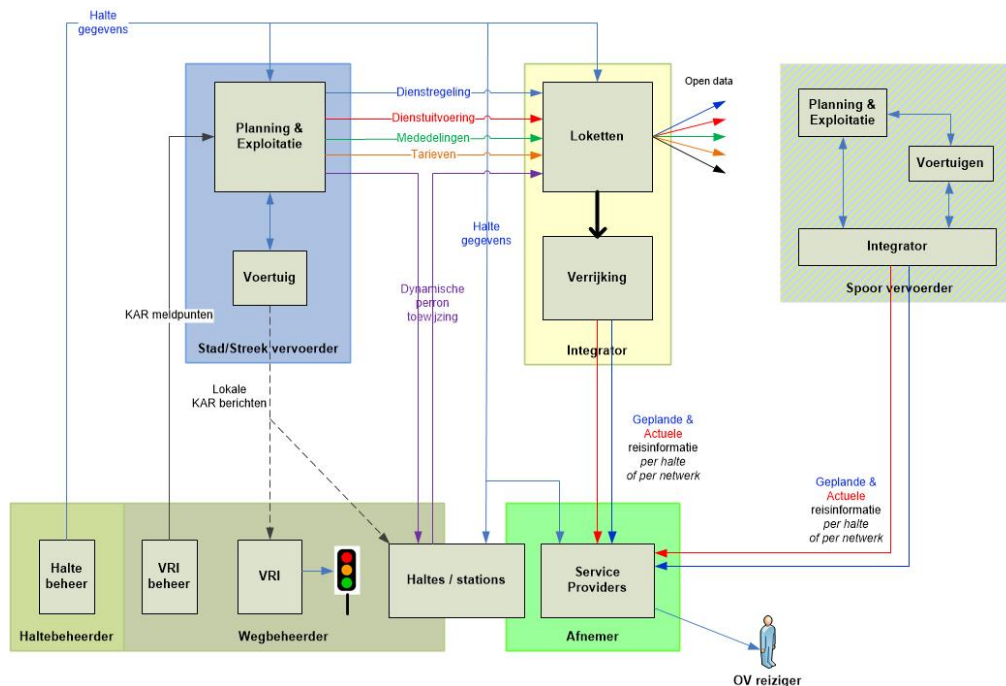 Halte
gegevens
Planning &
Exploitatie
Voertuig
Stad/Streek vervoerder
Dienstregeling
Dienstuitvoering
Mededelingen
Tarieven
Loketten
Verrijking
Integrator
Open data
Planning &
Exploitatie
Voertuigen
Integrator
Spoor vervoerder
Halte
gegevens
Dynamische
perron
toewijzing
KAR meldpunten
Lokale
KAR berichten
Geplande &
Actuele
reisinformatie
per halte
of per netwerk
Geplande &
Actuele
reisinformatie
per halte
of per netwerk
Halte
beheer
Haltebeheerder
VRI
beheer
VRI
Wegbeheerder
Haltes / stations
Service
Providers
Afnemer
OV reiziger